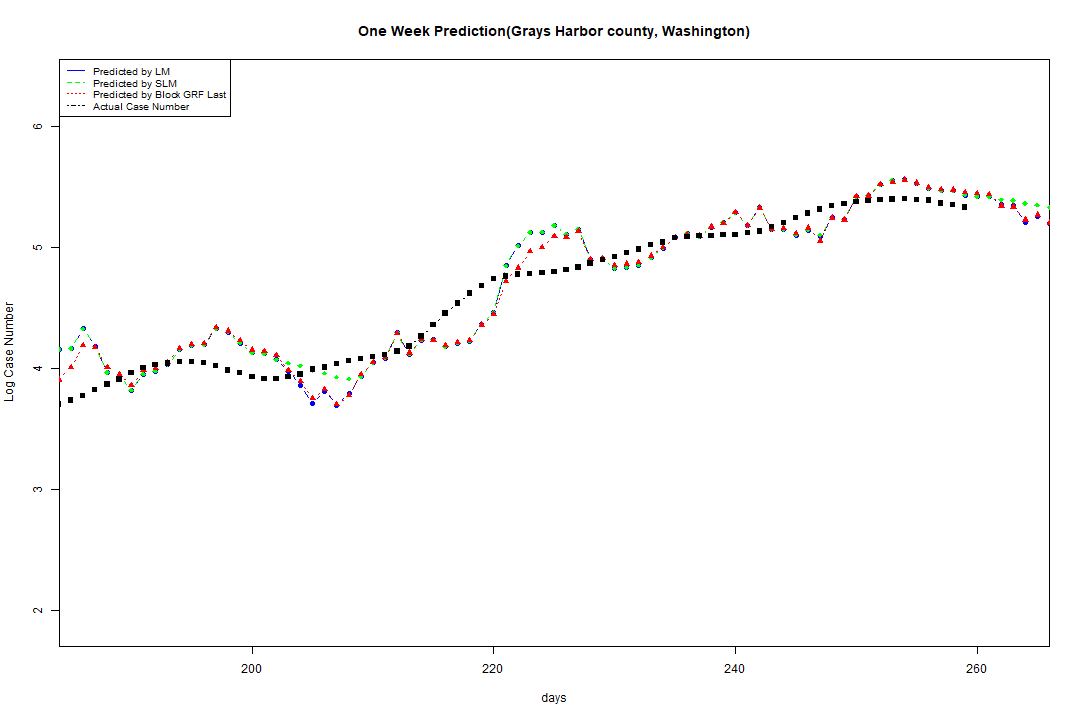 One Week Prediction(Grays Harbor county, Washington)
Predicted by LM
Predicted by SLM
Predicted by Block GRF Last
Actual Case Number
6
5
4
3
2
Log Case Number
200 220 240 260
days